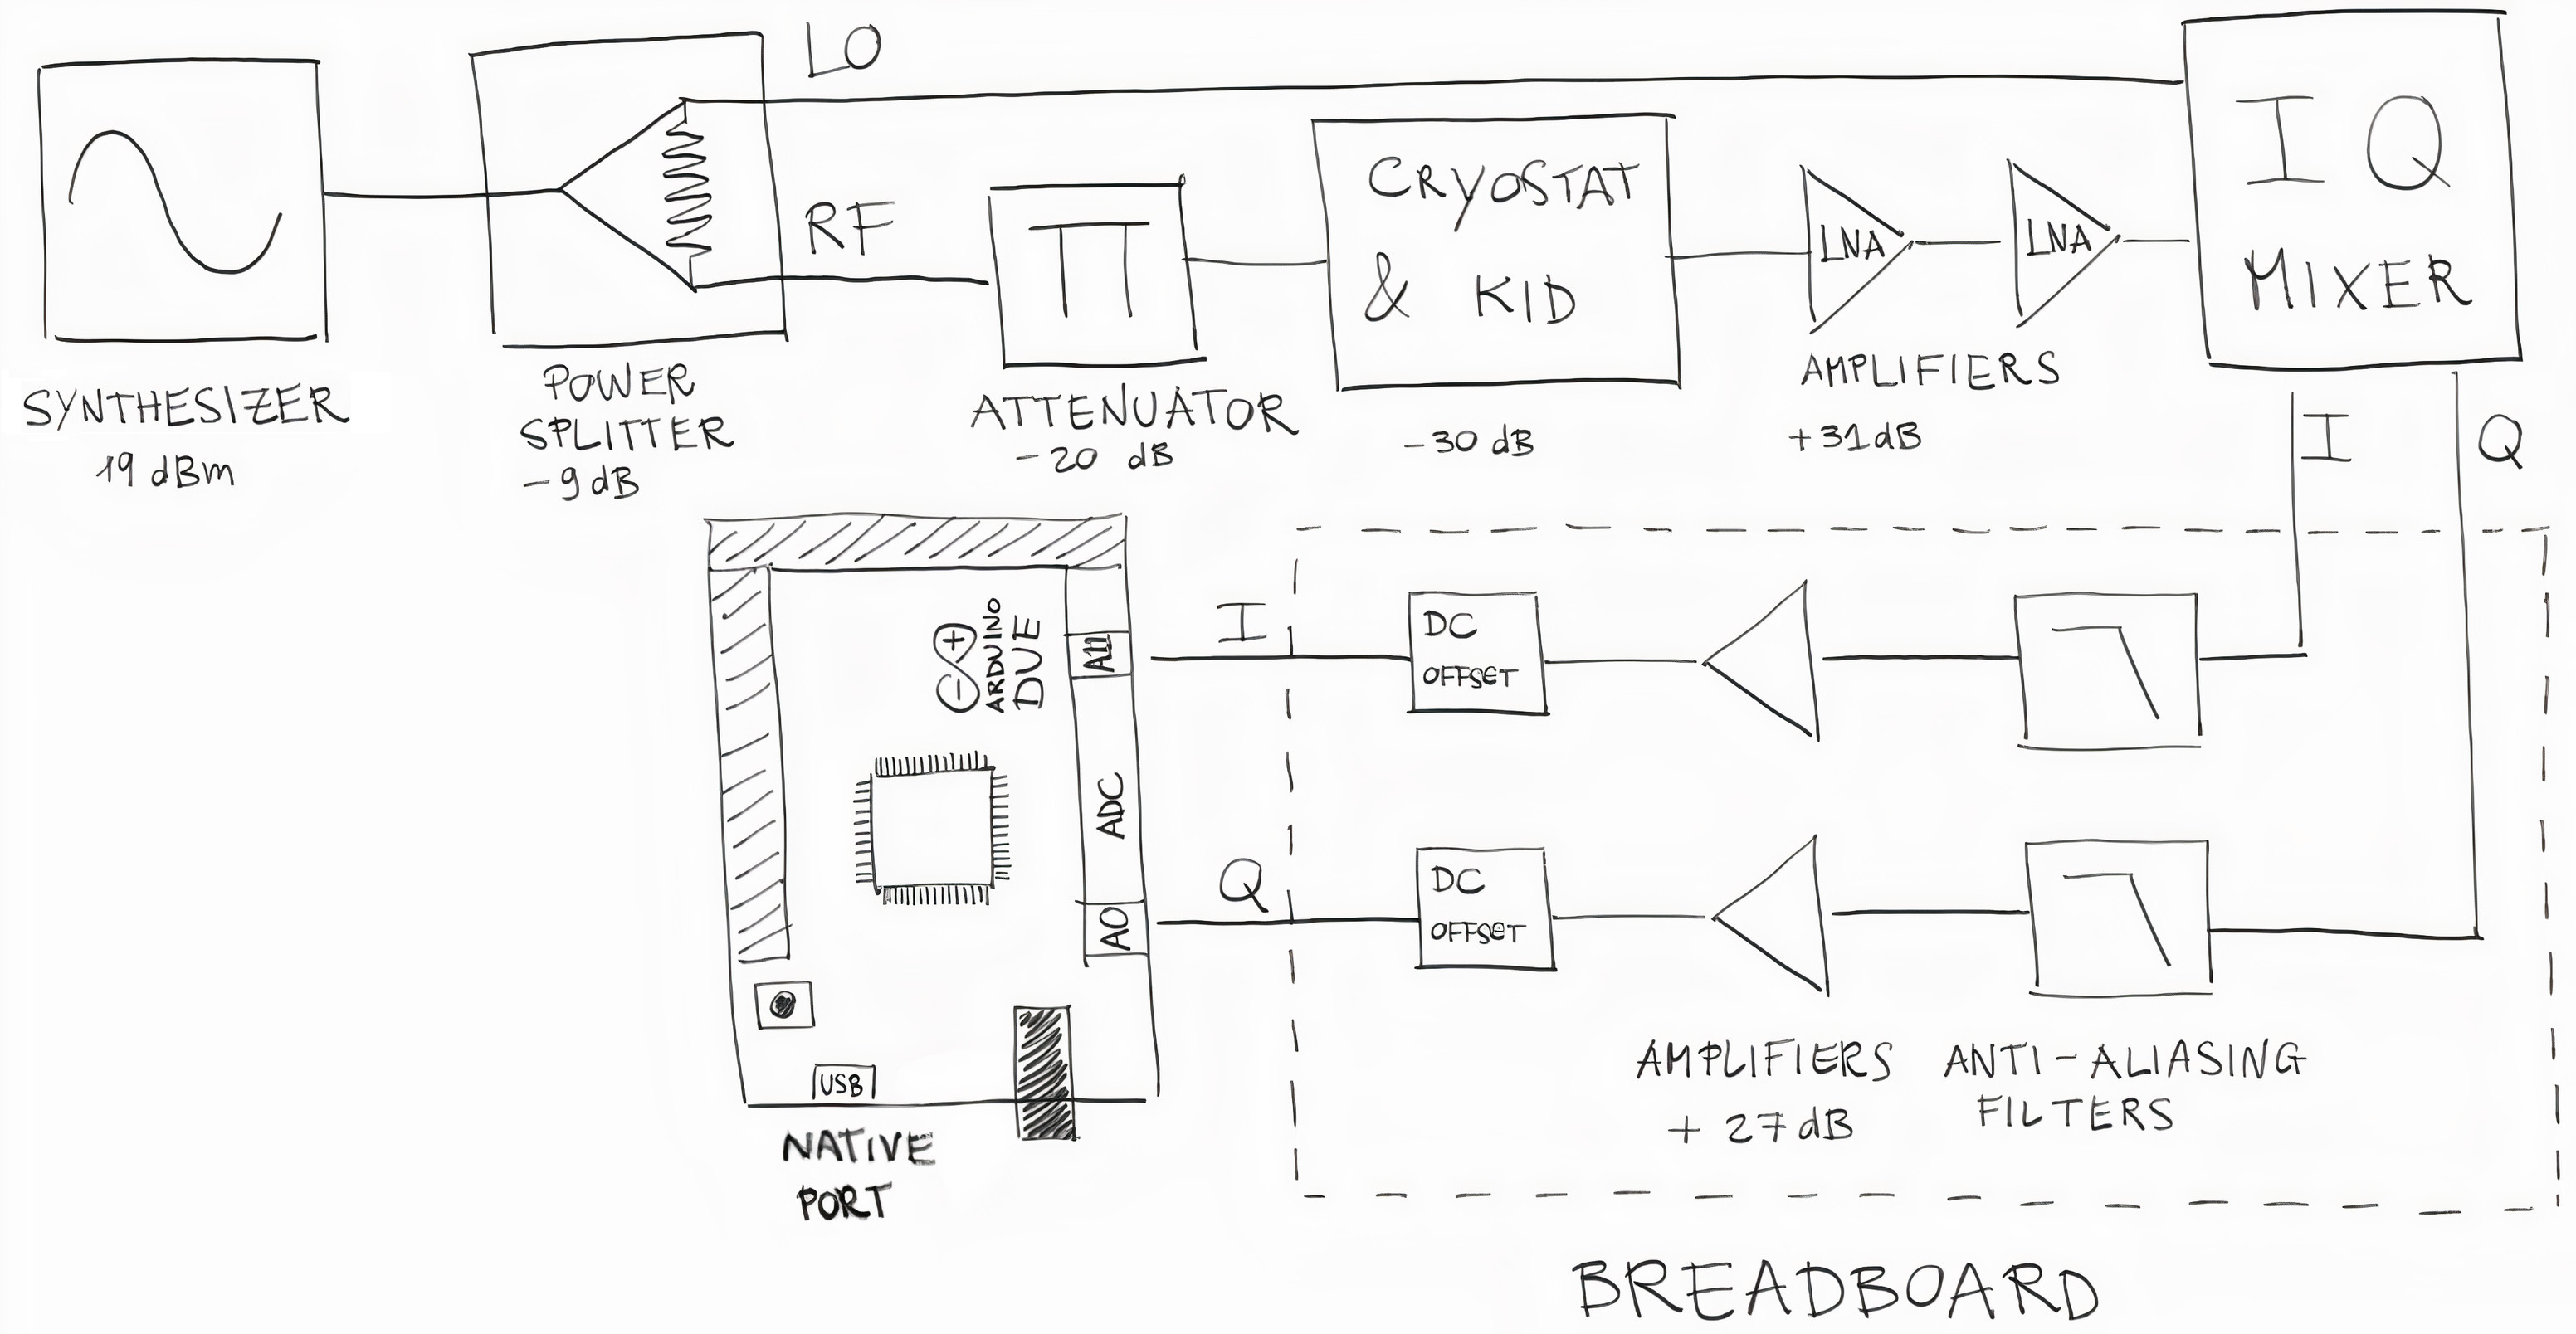 LO
I Q
MIXER
RF
CRYOSTAT
& KID
LNA
LNA
SYNTHESIZER
19 dBm
POWER
SPLITTER
-9 dB
ATTENUATOR
-20 dB
-30 dB
AMPLIFIERS
+31 dB
I
Q
ARDUINO
DUE
A11
ADC
A0
USB
NATIVE
PORT
I
DC
OFFSET
Q
DC
OFFSET
AMPLIFIERS
+ 27 dB
ANTI-ALIASING
FILTERS
BREADBOARD